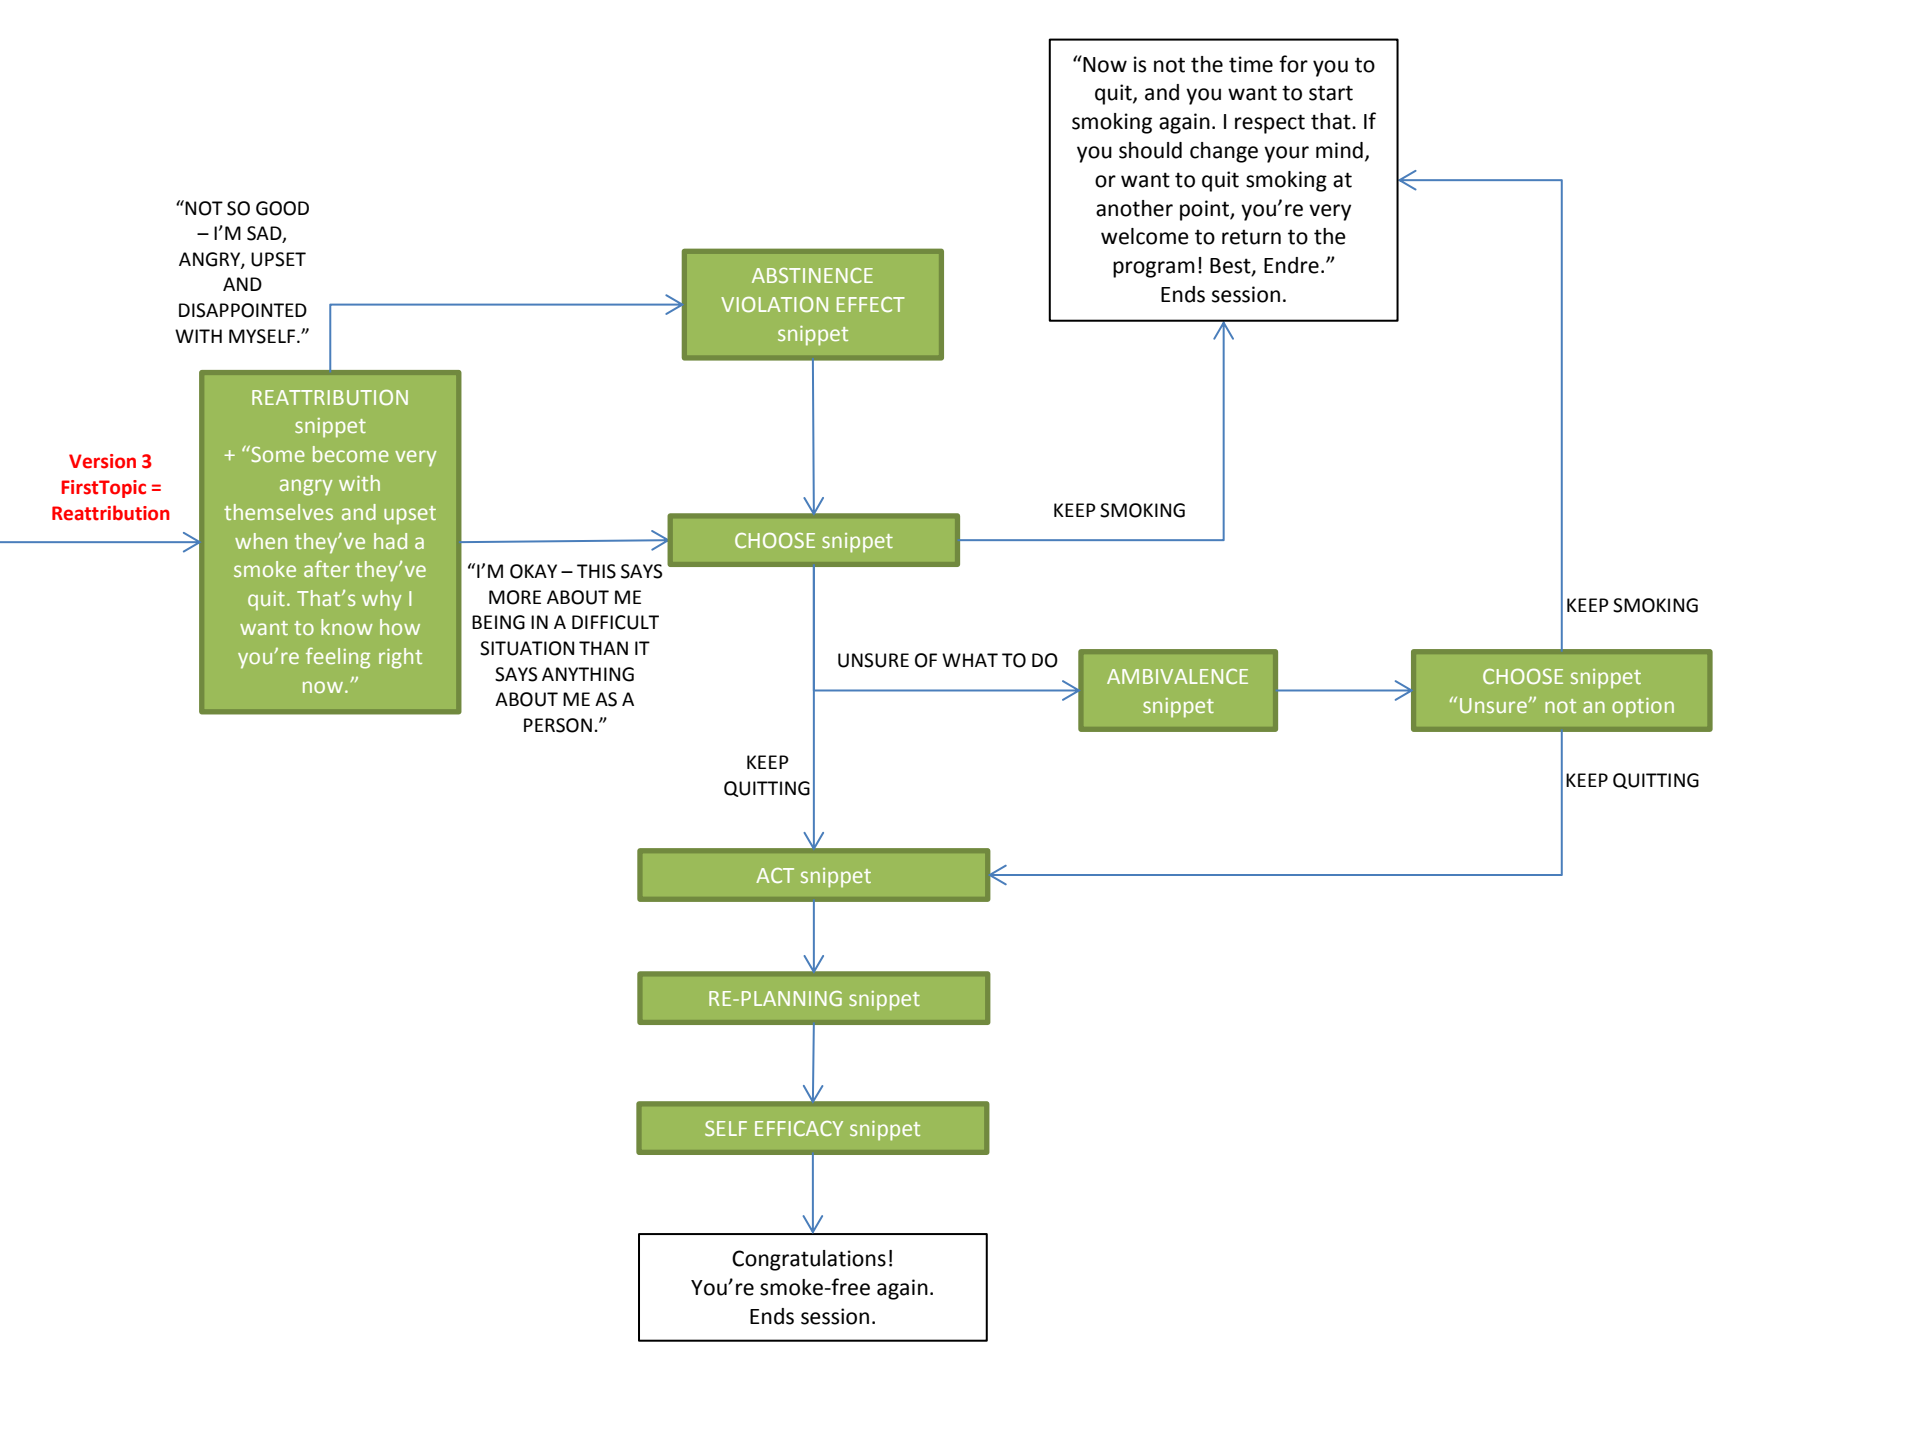 “Now is not the time for you to
quit, and you want to start
smoking again. I respect that. If
you should change your mind,
or want to quit smoking at
another point, you’re very
welcome to return to the
program! Best, Endre.”
Ends session.
“NOT SO GOOD
– I’M SAD,
ANGRY, UPSET
AND
DISAPPOINTED
WITH MYSELF.”
ABSTINENCE
VIOLATION EFFECT
snippet
Version 3
FirstTopic =
Reattribution
REATTRIBUTION
snippet
+ “Some become very
angry with
themselves and upset
when they’ve had a
smoke after they’ve
quit. That’s why I
want to know how
you’re feeling right
now.”
“I’M OKAY – THIS SAYS
MORE ABOUT ME
BEING IN A DIFFICULT
SITUATION THAN IT
SAYS ANYTHING
ABOUT ME AS A
PERSON.”
CHOOSE snippet
KEEP SMOKING
UNSURE OF WHAT TO DO
AMBIVALENCE
snippet
KEEP SMOKING
CHOOSE snippet
“Unsure” not an option
KEEP
QUITTING
KEEP QUITTING
ACT snippet
RE-PLANNING snippet
SELF EFFICACY snippet
Congratulations!
You’re smoke-free again.
Ends session.